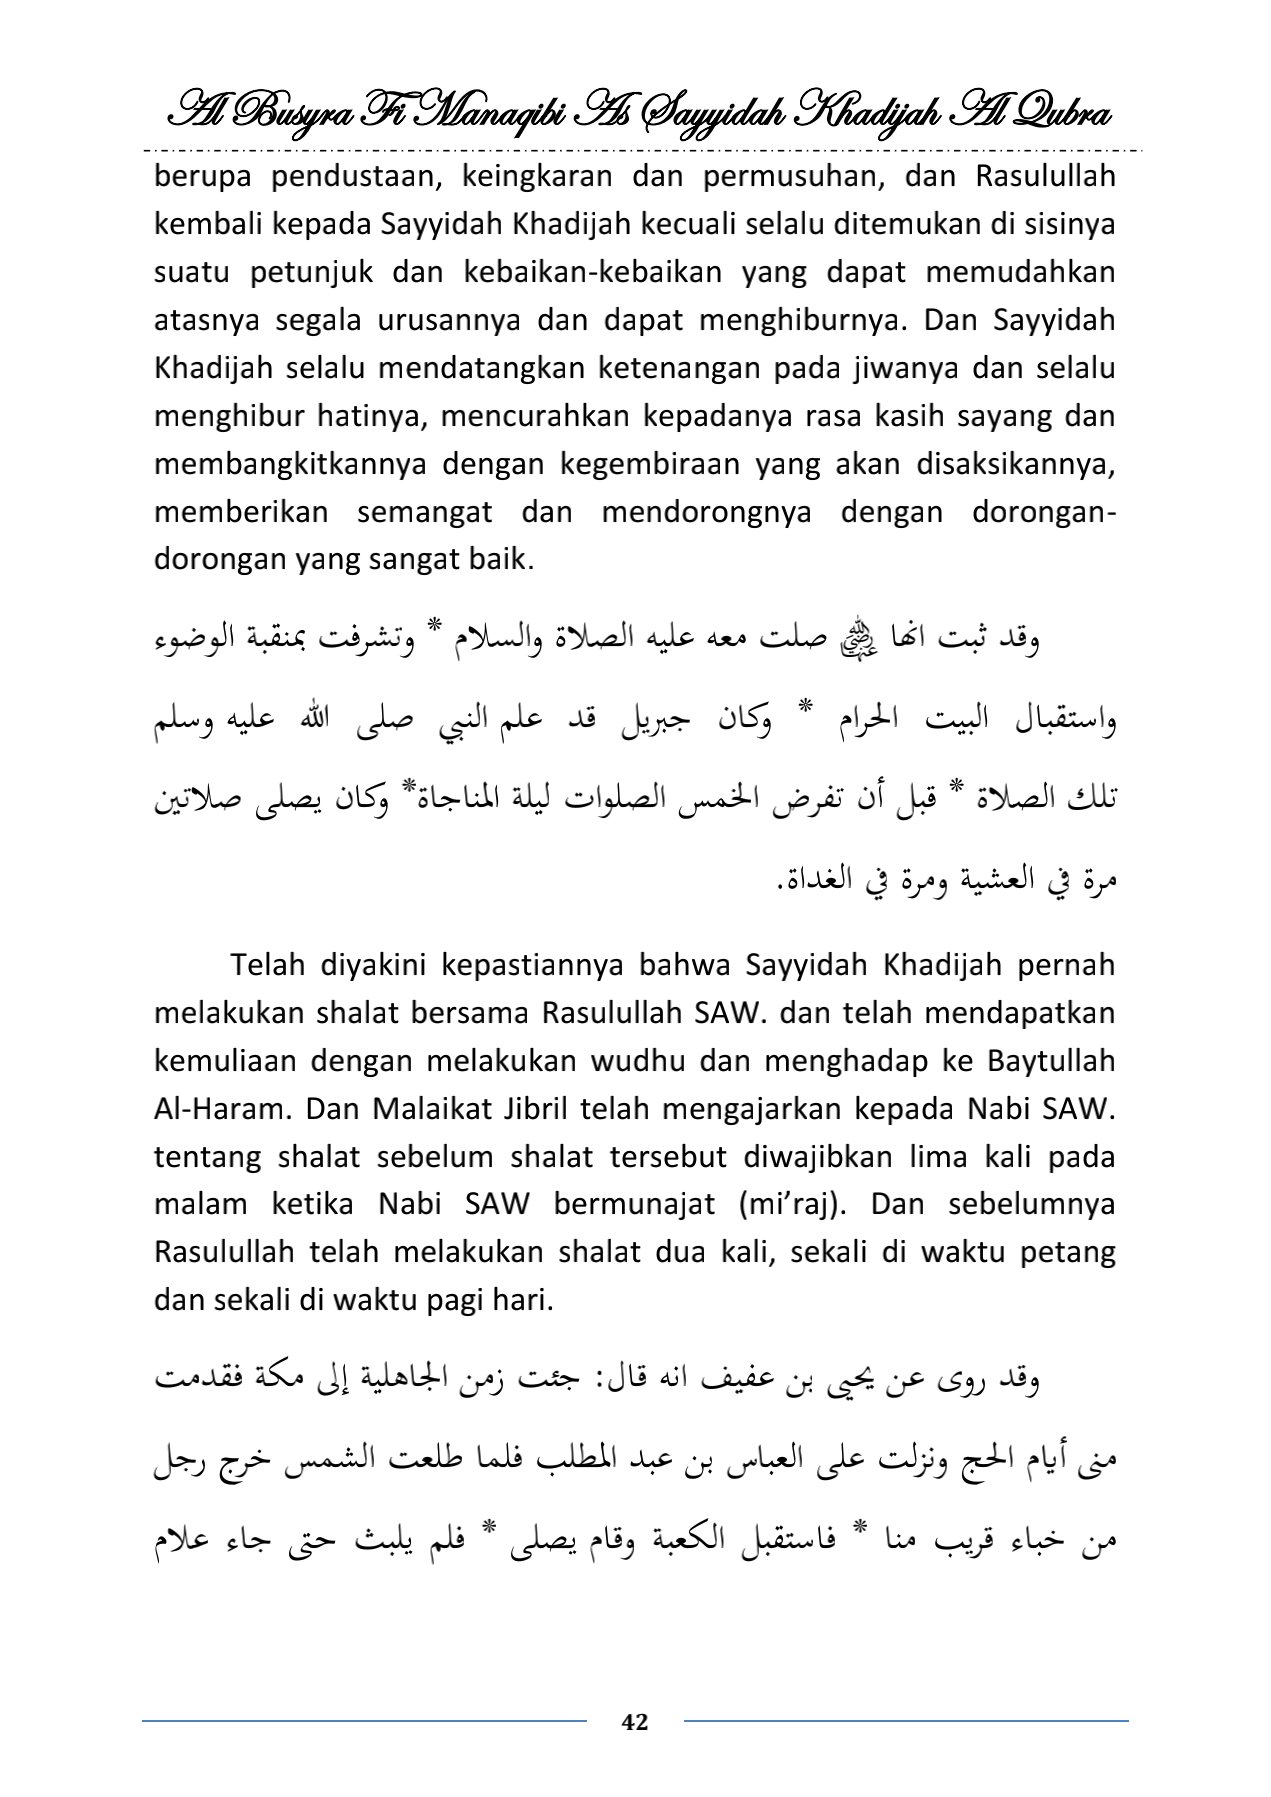 Al Busyra Fi Manaqibi As Sayyidah Khadijah Al Qubra
berupa pendustaan, keingkaran dan permusuhan, dan Rasulullah
kembali kepada Sayyidah Khadijah kecuali selalu ditemukan di sisinya
suatu petunjuk dan kebaikan-kebaikan yang dapat memudahkan
atasnya segala urusannya dan dapat menghiburnya. Dan Sayyidah
Khadijah selalu mendatangkan ketenangan pada jiwanya dan selalu
menghibur hatinya, mencurahkan kepadanya rasa kasih sayang dan
membangkitkannya dengan kegembiraan yang akan disaksikannya,
memberikan semangat dan mendorongnya dengan dorongan-
dorongan yang sangat baik.
وقد ثبت انها رضي الله عنها صلت معه عليه الصلاة والسلام * وتشرفت بمنقبة الوضوء
واستقبال البيت الحرام * وكان جبريل قد علم النبي صلى الله عليه وسلم
تلك الصلاة * قبل أن تفرض الخمس الصلوات ليلة المناجاة* وكان يصلى صلاتين
مرة في العشية ومرة في الغداة.
Telah diyakini kepastiannya bahwa Sayyidah Khadijah pernah
melakukan shalat bersama Rasulullah SAW. dan telah mendapatkan
kemuliaan dengan melakukan wudhu dan menghadap ke Baytullah
Al-Haram. Dan Malaikat Jibril telah mengajarkan kepada Nabi SAW.
tentang shalat sebelum shalat tersebut diwajibkan lima kali pada
malam ketika Nabi SAW bermunajat (mi’raj). Dan sebelumnya
Rasulullah telah melakukan shalat dua kali, sekali di waktu petang
dan sekali di waktu pagi hari.
وقد روى عن يحيى بن عفيف انه قال: جئت زمن الجاهلية إلى مكة فقدمت
منى أيام الحج ونزلت على العباس بن عبد المطلب فلما طلعت الشمس خرج رجل
من خباء قريب منا * فاستقبل الكعبة وقام يصلى * فلم يلبث حتى جاء علام
42